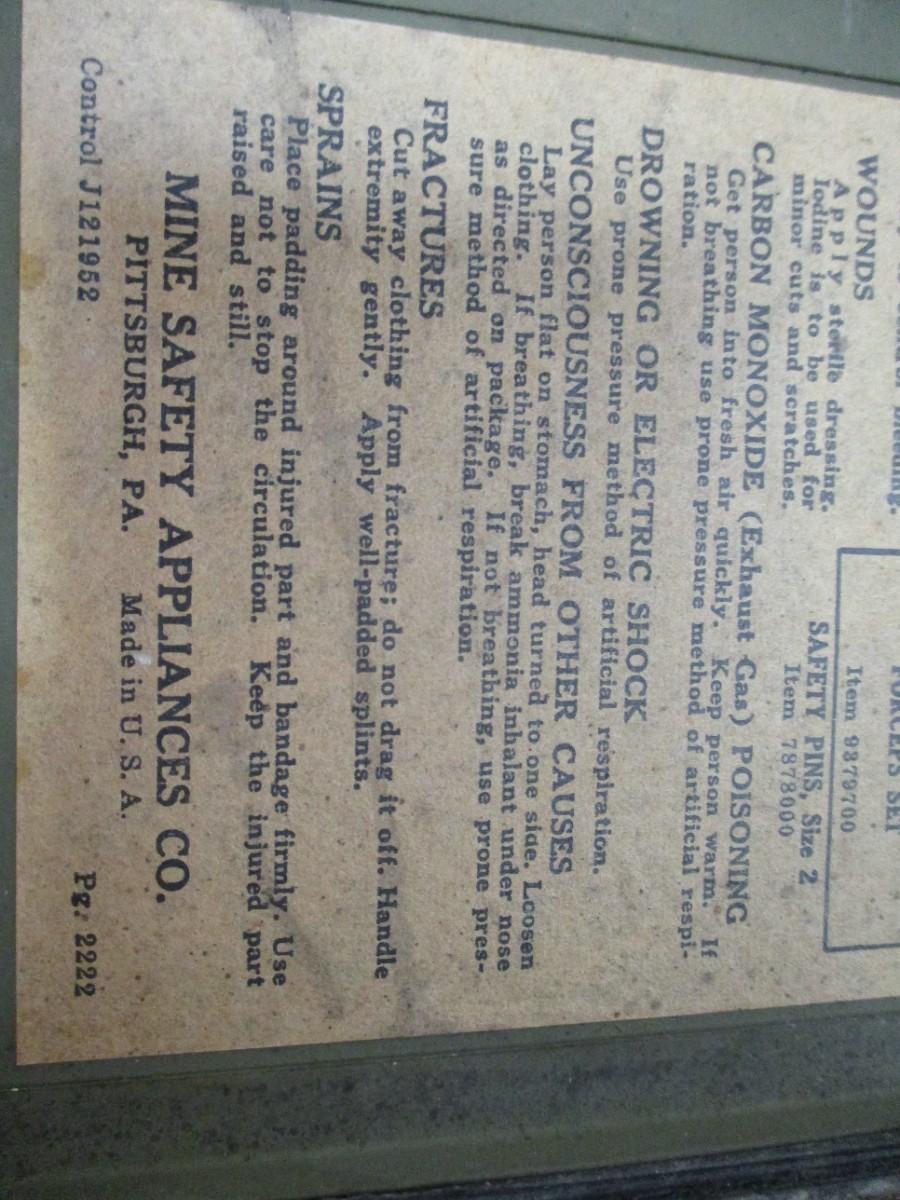 bleeding.
WOUNDS
Apply sterile dressing.
Iodine is to be used for
minor cuts and scratches.
FORCEPS SET
Item 9379700
SAFETY PINS, Size 2
Item 7878000
CARBON MONOXIDE (Exhaust Gas) POISONING
Get person into fresh air quickly. Keep person warm. If
not breathing use prone pressure method of artificial respi-
ration.
DROWNING OR ELECTRIC SHOCK
Use prone pressure method of artificial respiration.
UNCONSCIOUSNESS FROM OTHER CAUSES
Lay person flat on stomach, head turned to one side. Loosen
clothing. If breathing, break ammonia inhalant under nose
as directed on package. If not breathing, use prone pres-
sure method of artificial respiration.
FRACTURES
Cut away clothing from fracture; do not drag it off. Handle
extremity gently. Apply well-padded splints.
SPRAINS
Place padding around injured part and bandage firmly. Use
care not to stop the circulation. Keep the injured part
raised and still.
MINE SAFETY APPLIANCES CO.
PITTSBURGH, PA. Made in U. S. A.
Control J121952 Pg. 2222